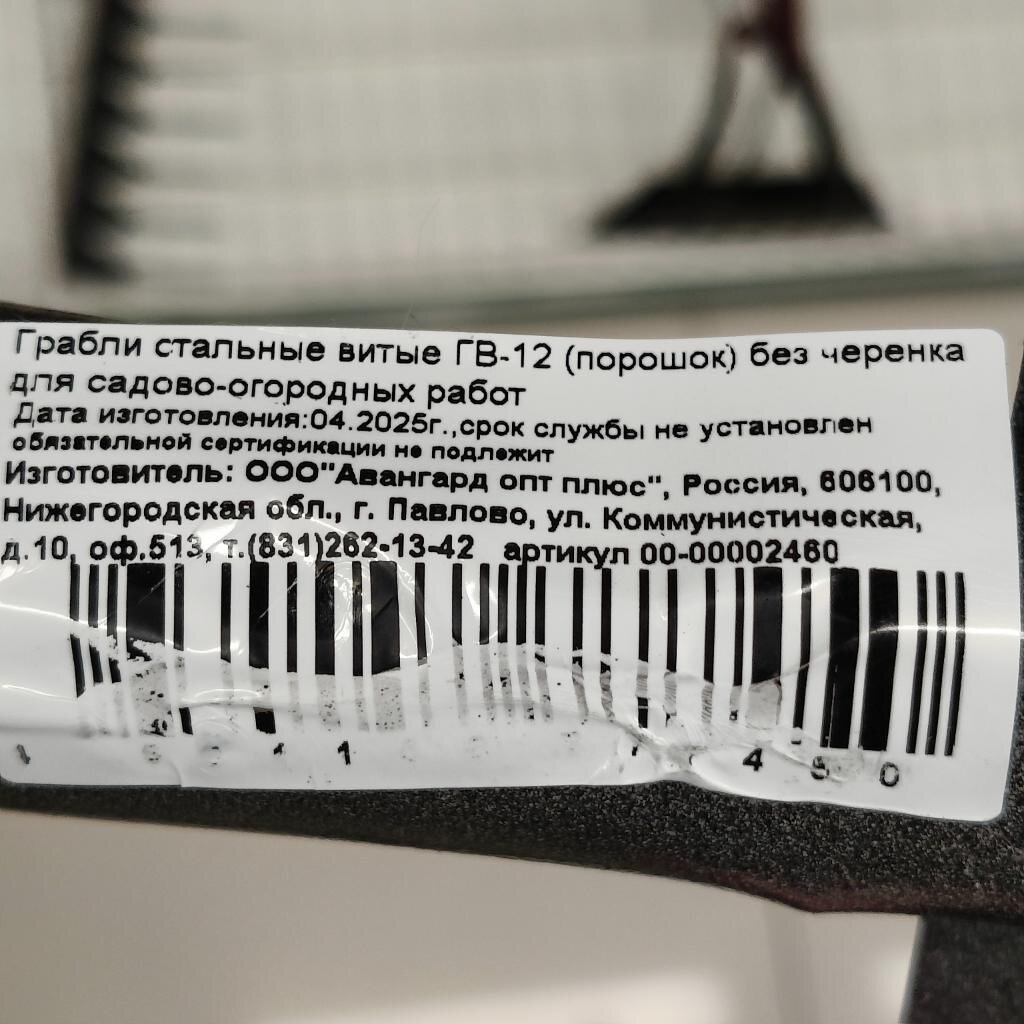 Грабли стальные витые ГВ-12 (порошок) без черенка
для садово-огородных работ
Дата изготовления:04.2025г.,срок службы не установлен
обязательной сертификации не подлежит
Изготовитель: ООО"Авангард опт плюс", Россия, 606100,
Нижегородская обл., г. Павлово, ул. Коммунистическая,
д.10, оф.513, т.(831)262-13-42 артикул 00-00002460